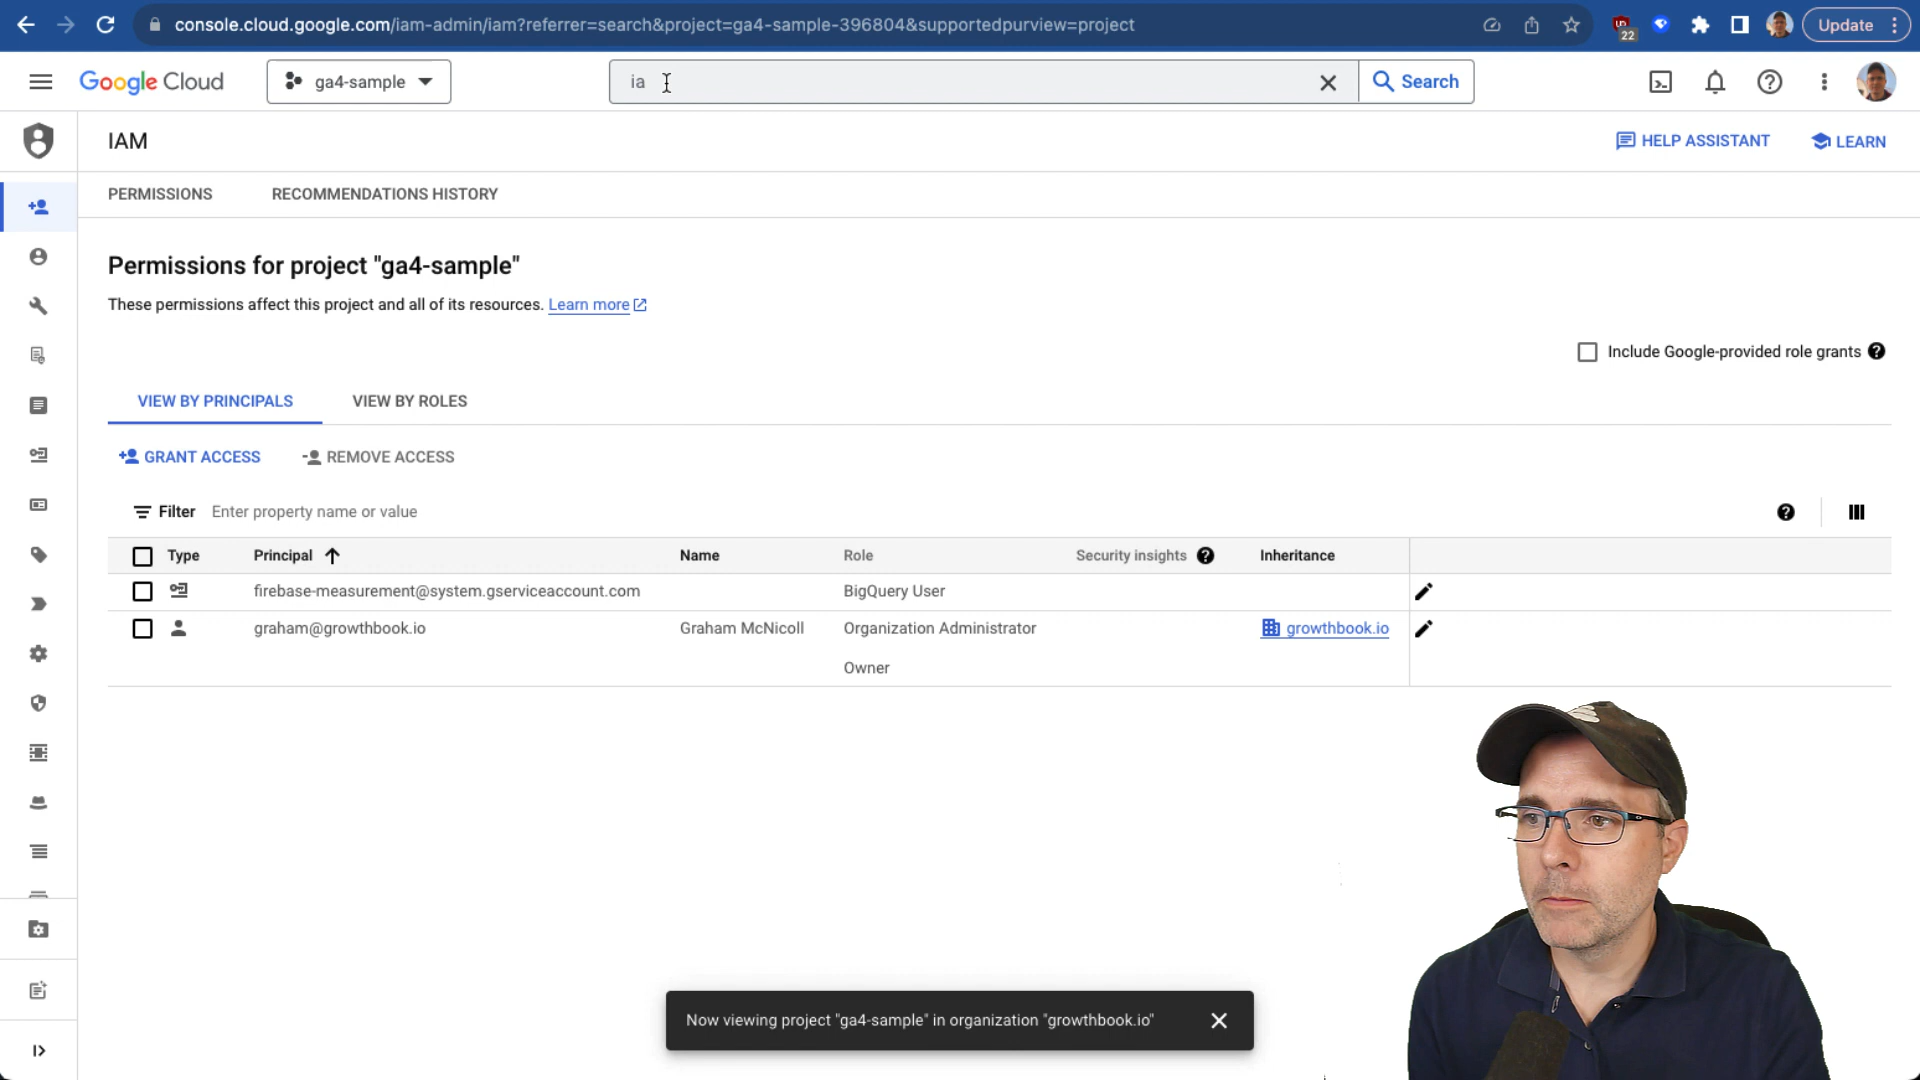 console.cloud.google.com/iam-admin/iam?referrer=search&project=ga4-sample-396804&supportedpurview=project
22
Update
Google Cloud
ga4-sample
ia
Search
IAM
HELP ASSISTANT
LEARN
PERMISSIONS
RECOMMENDATIONS HISTORY
Permissions for project "ga4-sample"
These permissions affect this project and all of its resources. Learn more
Include Google-provided role grants
VIEW BY PRINCIPALS
VIEW BY ROLES
GRANT ACCESS
REMOVE ACCESS
Filter Enter property name or value
Type Principal Name Role Security insights Inheritance
firebase-measurement@system.gserviceaccount.com BigQuery User
graham@growthbook.io Graham McNicoll Organization Administrator growthbook.io
Owner
Now viewing project "ga4-sample" in organization "growthbook.io"